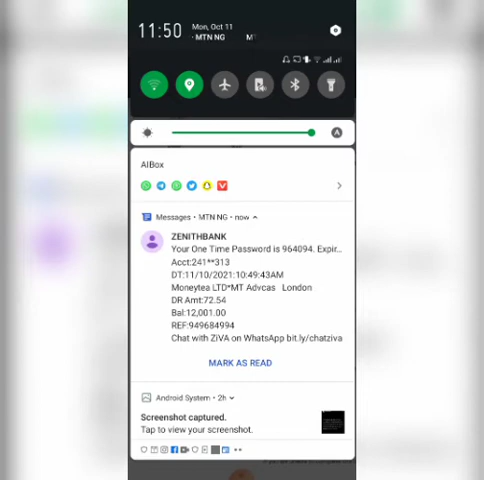 11:50
Mon, Oct 11
· MTN NG
AIBox
Messages • MTN NG • now
ZENITHBANK
Your One Time Password is 964094. Expir...
Acct:241**313
DT:11/10/2021:10:49:43AM
Moneytea LTD*MT Advcas London
DR Amt:72.54
Bal:12,001.00
REF:949684994
Chat with ZiVA on WhatsApp bit.ly/chatziva
MARK AS READ
Android System • 2h
Screenshot captured.
Tap to view your screenshot.